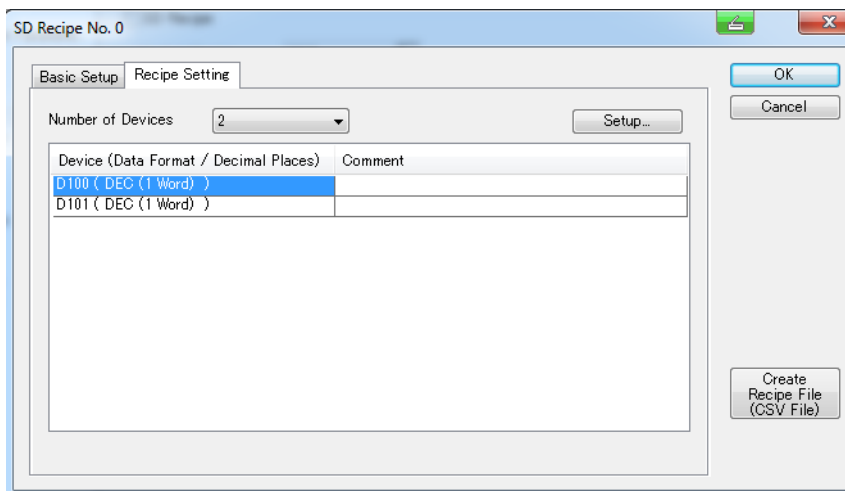 SD Recipe No. 0
Basic Setup
Recipe Setting
OK
Cancel
Number of Devices
2
Setup...
Device (Data Format / Decimal Places)
Comment
D100 ( DEC (1 Word) )
D101 ( DEC (1 Word) )
Create
Recipe File
(CSV File)